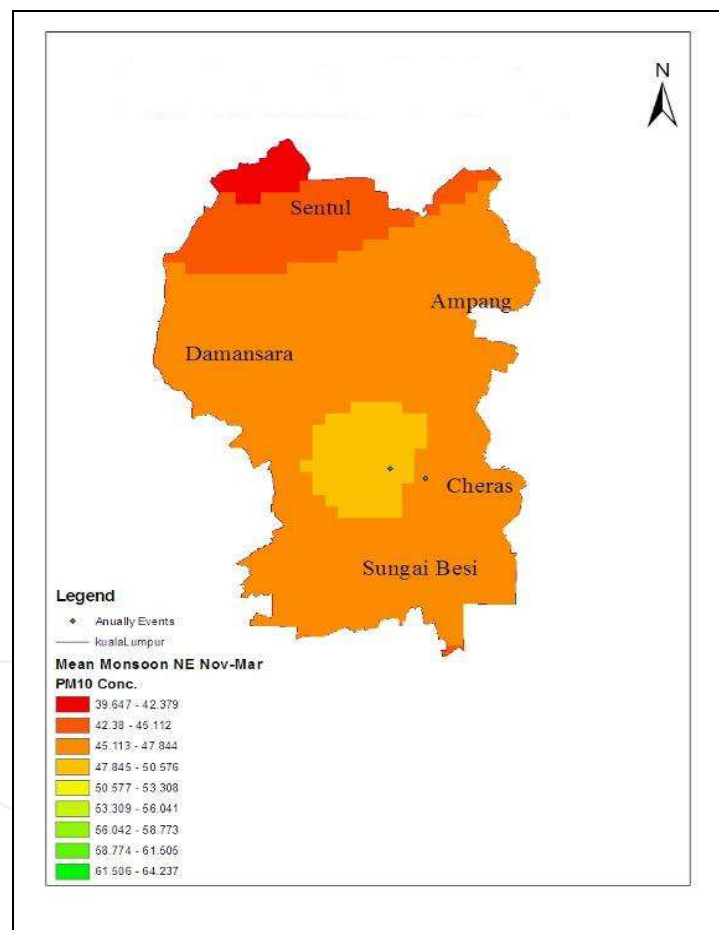 N
Sentul
Ampang
Damansara
Cheras
Sungai Besi
Legend
Anually Events
kualaLumpur
Mean Monsoon NE Nov-Mar
PM10 Conc.
39.647 - 42.379
42.38 - 45.112
45.113 - 47.844
47.845 - 50.576
50.577 - 53.308
53.309 - 56.041
56.042 - 58.773
58.774 - 61.505
61.506 - 64.237